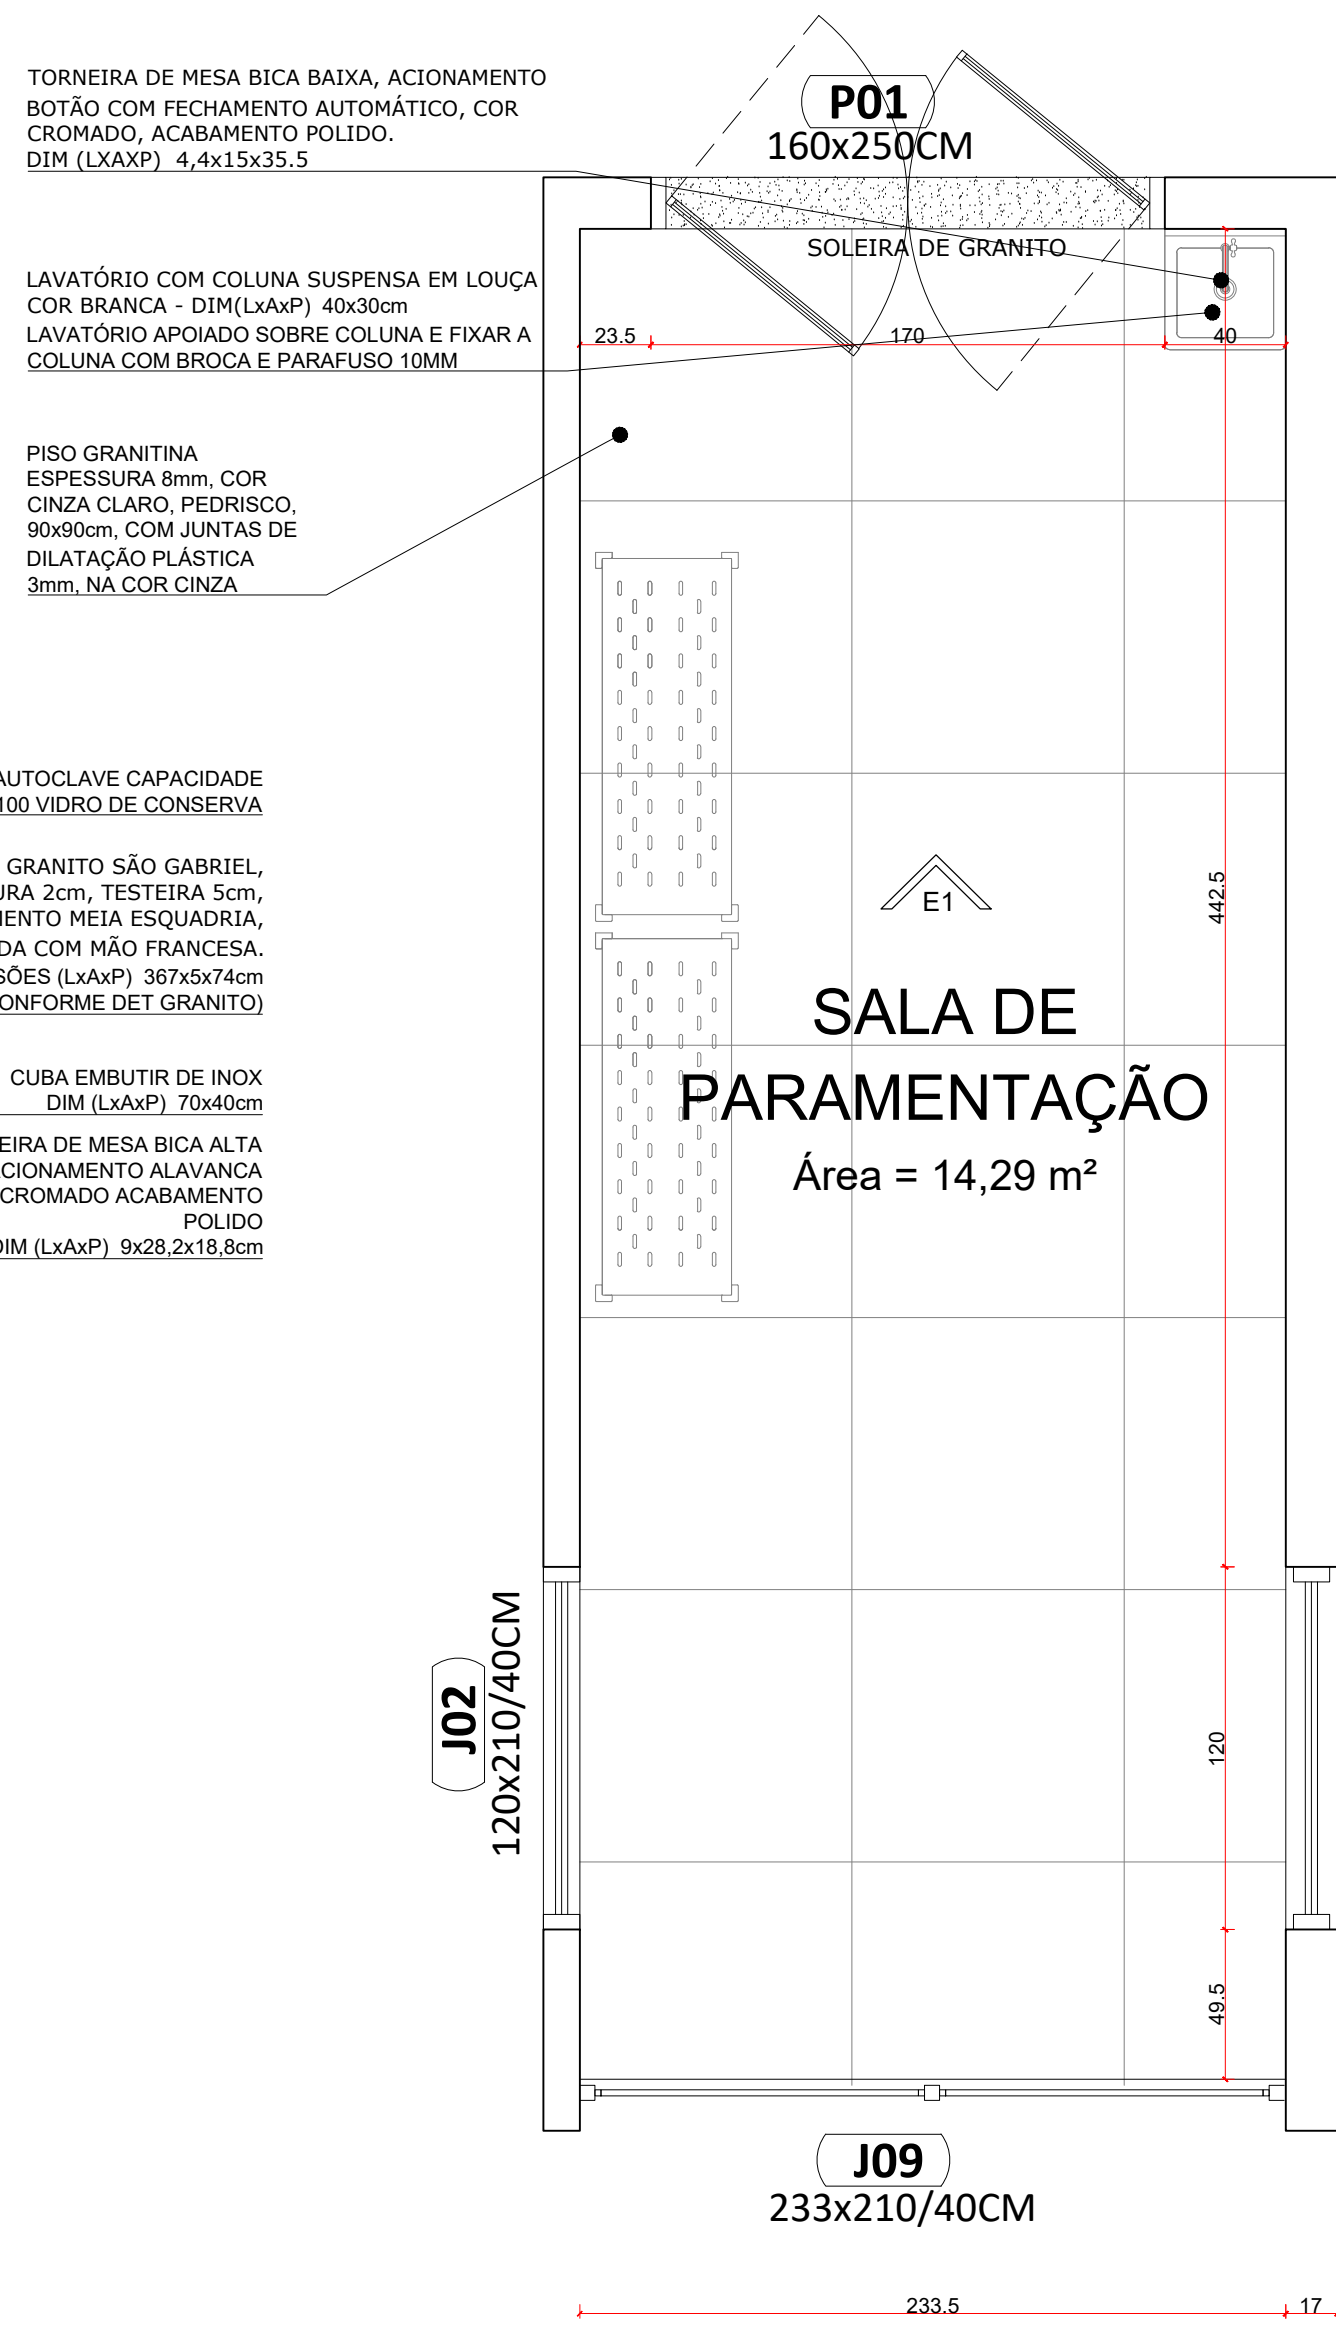 TORNEIRA DE MESA BICA BAIXA, ACIONAMENTO
BOTÃO COM FECHAMENTO AUTOMÁTICO, COR
CROMADO, ACABAMENTO POLIDO.
DIM (LXAXP) 4,4x15x35.5
P01
160x250CM
SOLEIRA DE GRANITO
LAVATÓRIO COM COLUNA SUSPENSA EM LOUÇA
COR BRANCA - DIM(LxAxP) 40x30cm
LAVATÓRIO APOIADO SOBRE COLUNA E FIXAR A
COLUNA COM BROCA E PARAFUSO 10MM
23.5
170
40
PISO GRANITINA
ESPESSURA 8mm, COR
CINZA CLARO, PEDRISCO,
90x90cm, COM JUNTAS DE
DILATAÇÃO PLÁSTICA
3mm, NA COR CINZA
AUTOCLAVE CAPACIDADE
100 VIDRO DE CONSERVA
GRANITO SÃO GABRIEL,
URA 2cm, TESTEIRA 5cm,
MENTO MEIA ESQUADRIA,
DA COM MÃO FRANCESA.
SÕES (LxAxP) 367x5x74cm
ONFORME DET GRANITO)
CUBA EMBUTIR DE INOX
DIM (LxAxP) 70x40cm
EIRA DE MESA BICA ALTA
ACIONAMENTO ALAVANCA
CROMADO ACABAMENTO
POLIDO
DIM (LxAxP) 9x28,2x18,8cm
442.5
E1
SALA DE
PARAMENTAÇÃO
Área = 14,29 m²
J02
120x210/40CM
120
49.5
J09
233x210/40CM
233.5
17